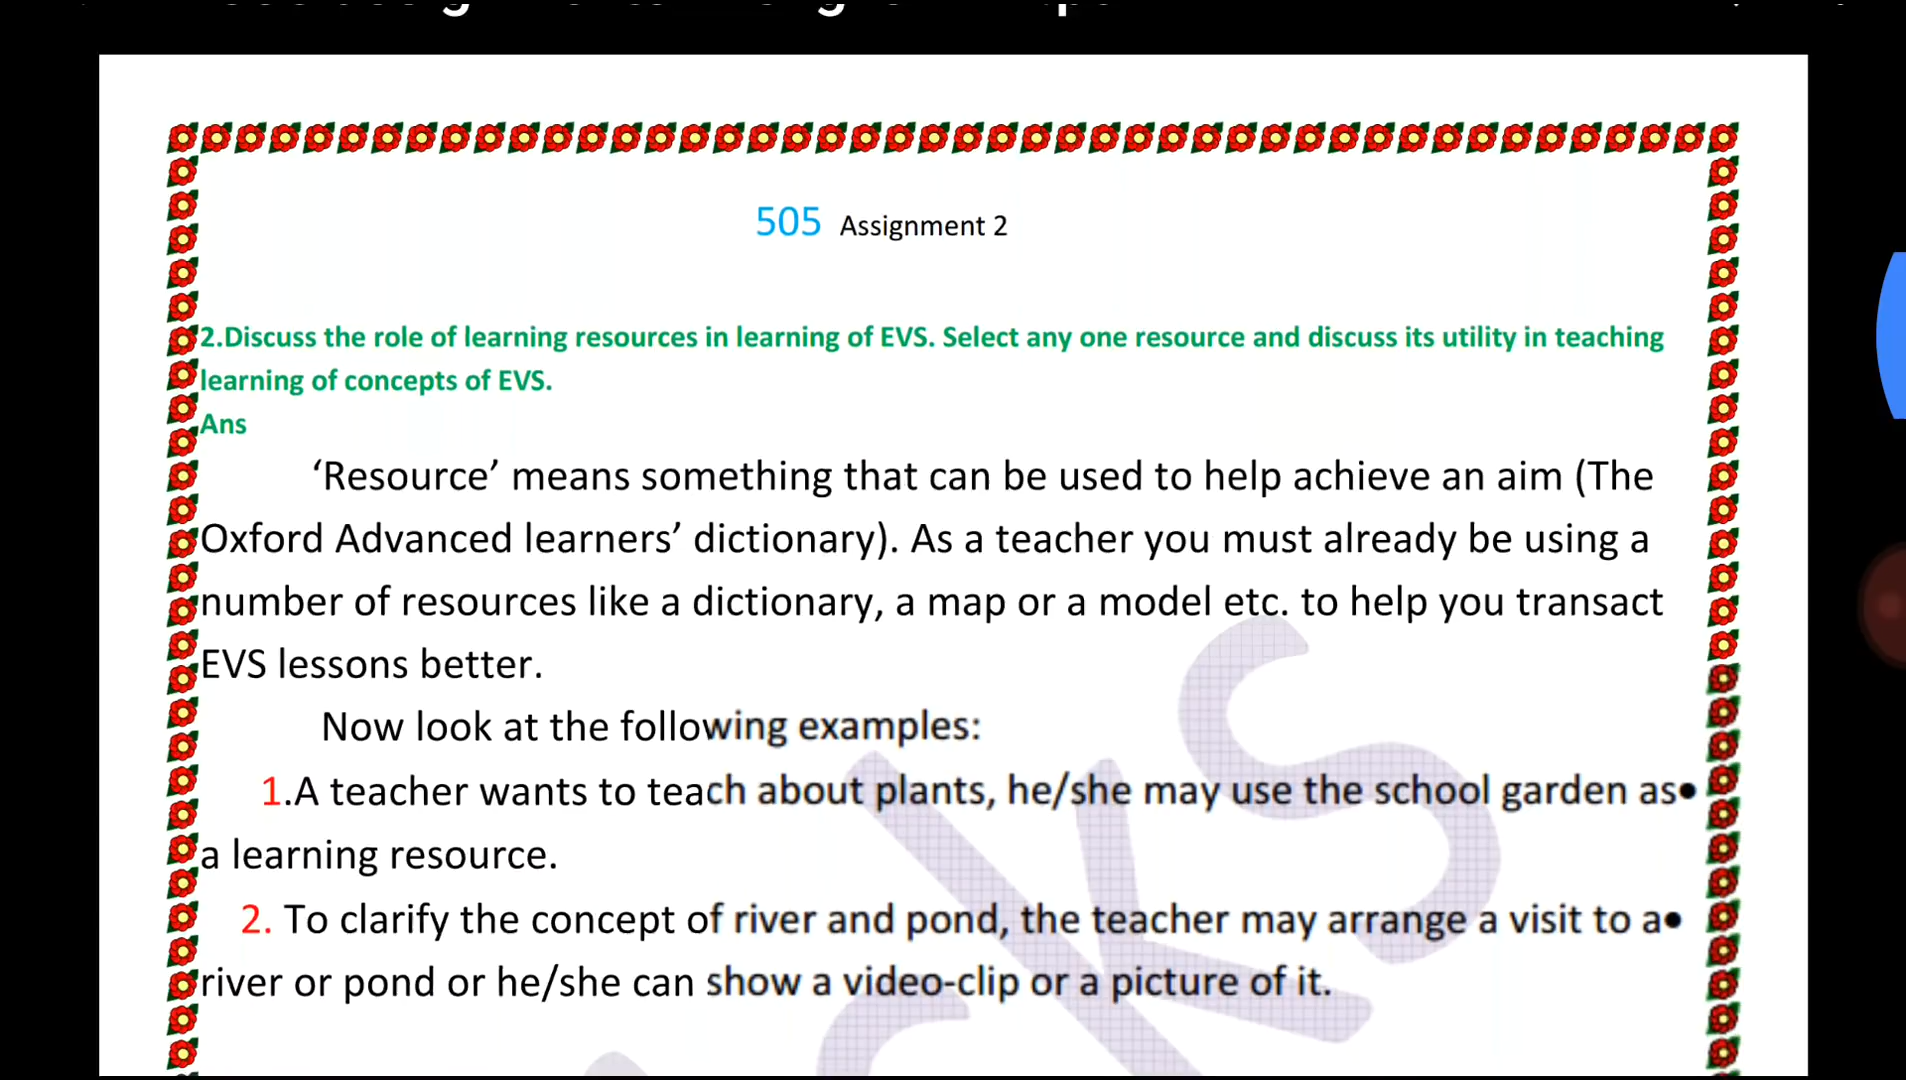 505 Assignment 2
2.Discuss the role of learning resources in learning of EVS. Select any one resource and discuss its utility in teaching
learning of concepts of EVS.
Ans
‘Resource’ means something that can be used to help achieve an aim (The
Oxford Advanced learners’ dictionary). As a teacher you must already be using a
number of resources like a dictionary, a map or a model etc. to help you transact
EVS lessons better.
Now look at the following examples:
1.A teacher wants to teach about plants, he/she may use the school garden as•
a learning resource.
2. To clarify the concept of river and pond, the teacher may arrange a visit to a•
river or pond or he/she can show a video-clip or a picture of it.